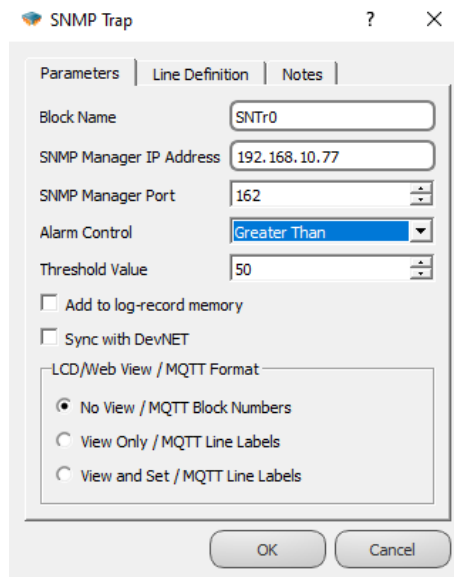 SNMP Trap ?
Parameters Line Definition Notes
Block Name SNTr0
SNMP Manager IP Address 192.168.10.77
SNMP Manager Port 162
Alarm Control Greater Than
Threshold Value 50
Add to log-record memory
Sync with DevNET
LCD/Web View / MQTT Format
No View / MQTT Block Numbers
View Only / MQTT Line Labels
View and Set / MQTT Line Labels
OK Cancel